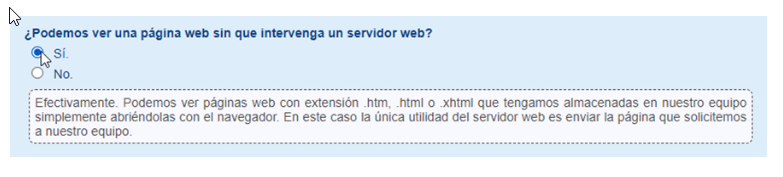 ¿Podemos ver una página web sin que intervenga un servidor web?
Sí.
No.
Efectivamente. Podemos ver páginas web con extensión .htm, .html o .xhtml que tengamos almacenadas en nuestro equipo
simplemente abriéndolas con el navegador. En este caso la única utilidad del servidor web es enviar la página que solicitemos
a nuestro equipo.